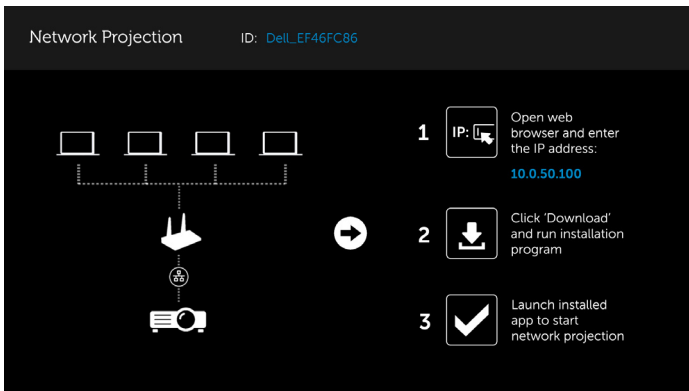 Network Projection ID: Dell_EF46FC86
1 IP: Open web
browser and enter
the IP address:
10.0.50.100
2 Click 'Download'
and run installation
program
3 Launch installed
app to start
network projection